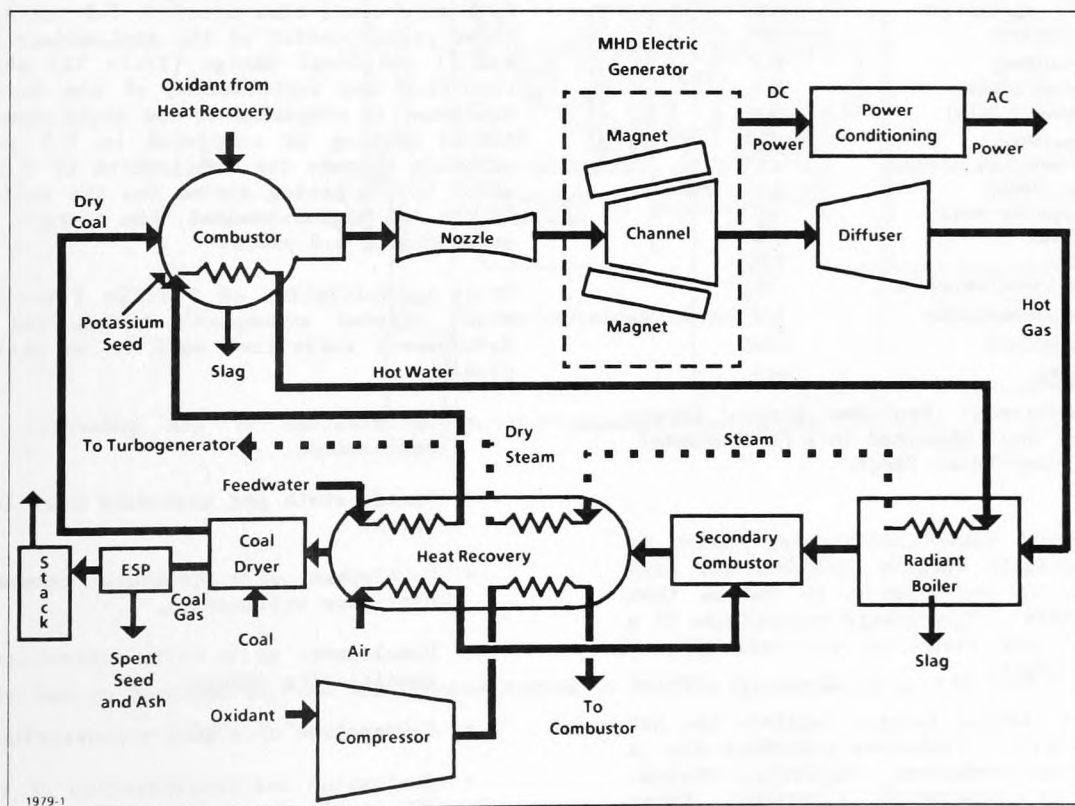 MHD Electric
Generator
Oxidant from
Heat Recovery
DC
Power
Power
Conditioning
AC
Power
Magnet
Dry
Coal
Combustor
Nozzle
Channel
Diffuser
Potassium
Seed
Slag
Magnet
Hot
Gas
Hot Water
To Turbogenerator
Dry
Steam
Steam
Feedwater
Stack
ESP
Coal
Dryer
Heat Recovery
Secondary
Combustor
Radiant
Boiler
Coal
Gas
Coal
Air
Spent
Seed
and Ash
Slag
Oxidant
Compressor
To
Combustor
1979-1